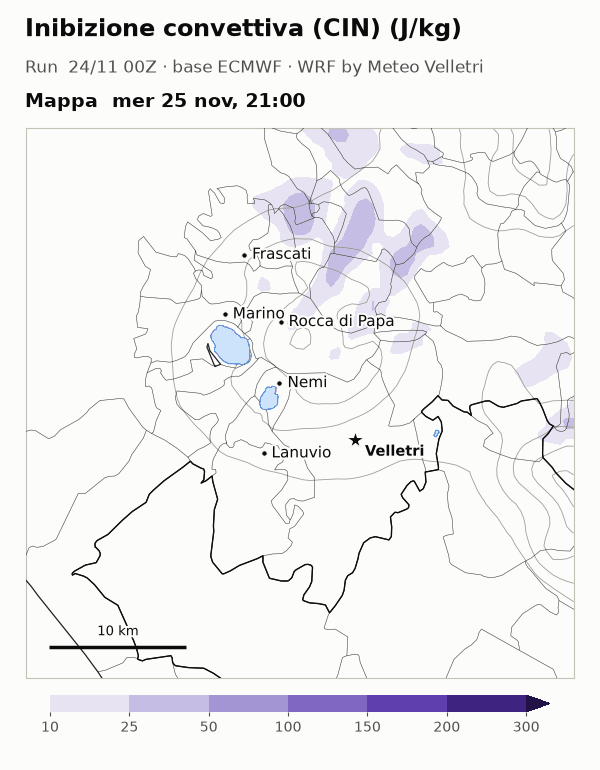 Inibizione convettiva (CIN) (J/kg)
Run  24/11 00Z · base ECMWF · WRF by Meteo Velletri
Mappa  mer 25 nov, 21:00
Frascati
Marino
Rocca di Papa
Nemi
Velletri
Lanuvio
10 km
10 25 50 100 150 200 300